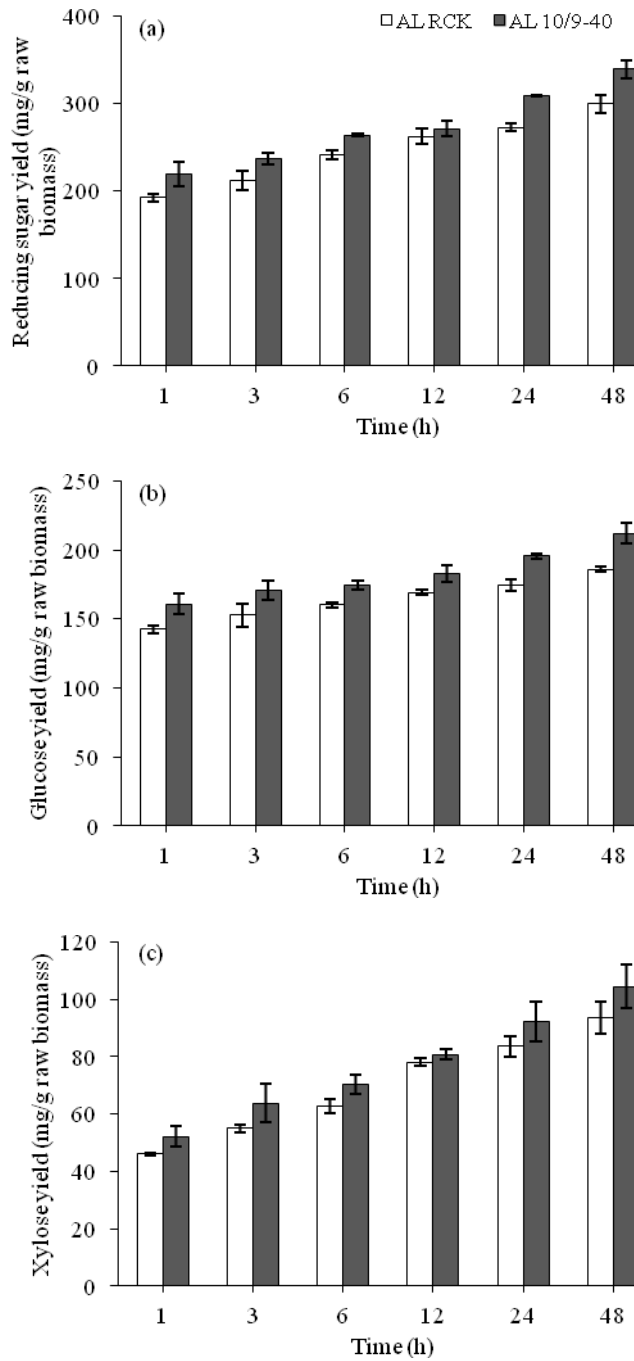 (a)
AL RCK AL 10/9-40
Reducing sugar yield (mg/g raw
biomass)
400
300
200
100
0
1 3 6 12 24 48
Time (h)
(b)
Glucose yield (mg/g raw biomass)
250
200
150
100
50
0
1 3 6 12 24 48
Time (h)
(c)
Xylose yield (mg/g raw biomass)
120
100
80
60
40
20
0
1 3 6 12 24 48
Time (h)